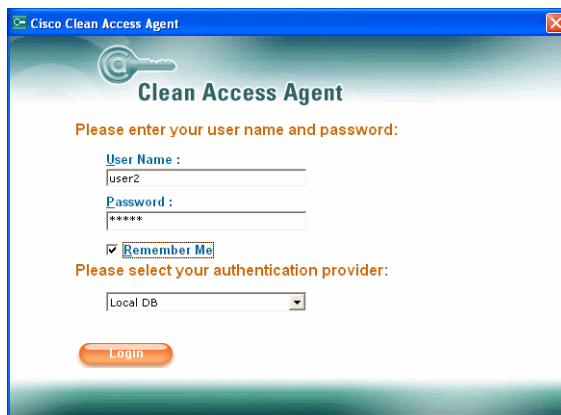 Cisco Clean Access Agent
Clean Access Agent
Please enter your user name and password:
User Name :
user2
Password :
*****
Remember Me
Please select your authentication provider:
Local DB
Login